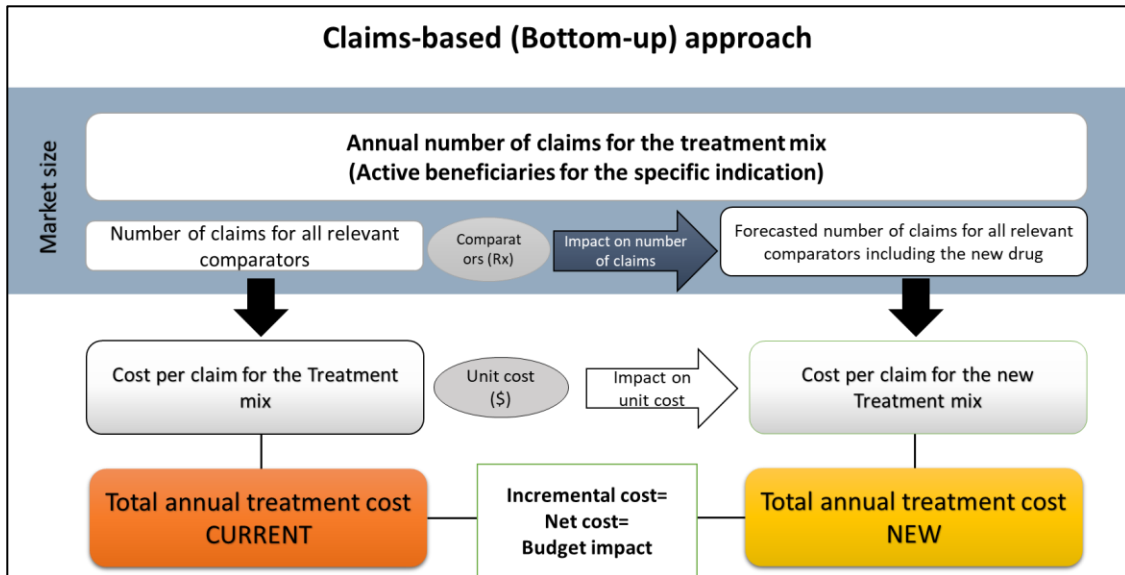 Claims-based (Bottom-up) approach
Market size
Annual number of claims for the treatment mix
(Active beneficiaries for the specific indication)
Number of claims for all relevant
comparators
Comparat
ors (Rx)
Impact on number
of claims
Forecasted number of claims for all relevant
comparators including the new drug
Cost per claim for the Treatment
mix
Unit cost
($)
Impact on
unit cost
Cost per claim for the new
Treatment mix
Total annual treatment cost
CURRENT
Incremental cost=
Net cost=
Budget impact
Total annual treatment cost
NEW